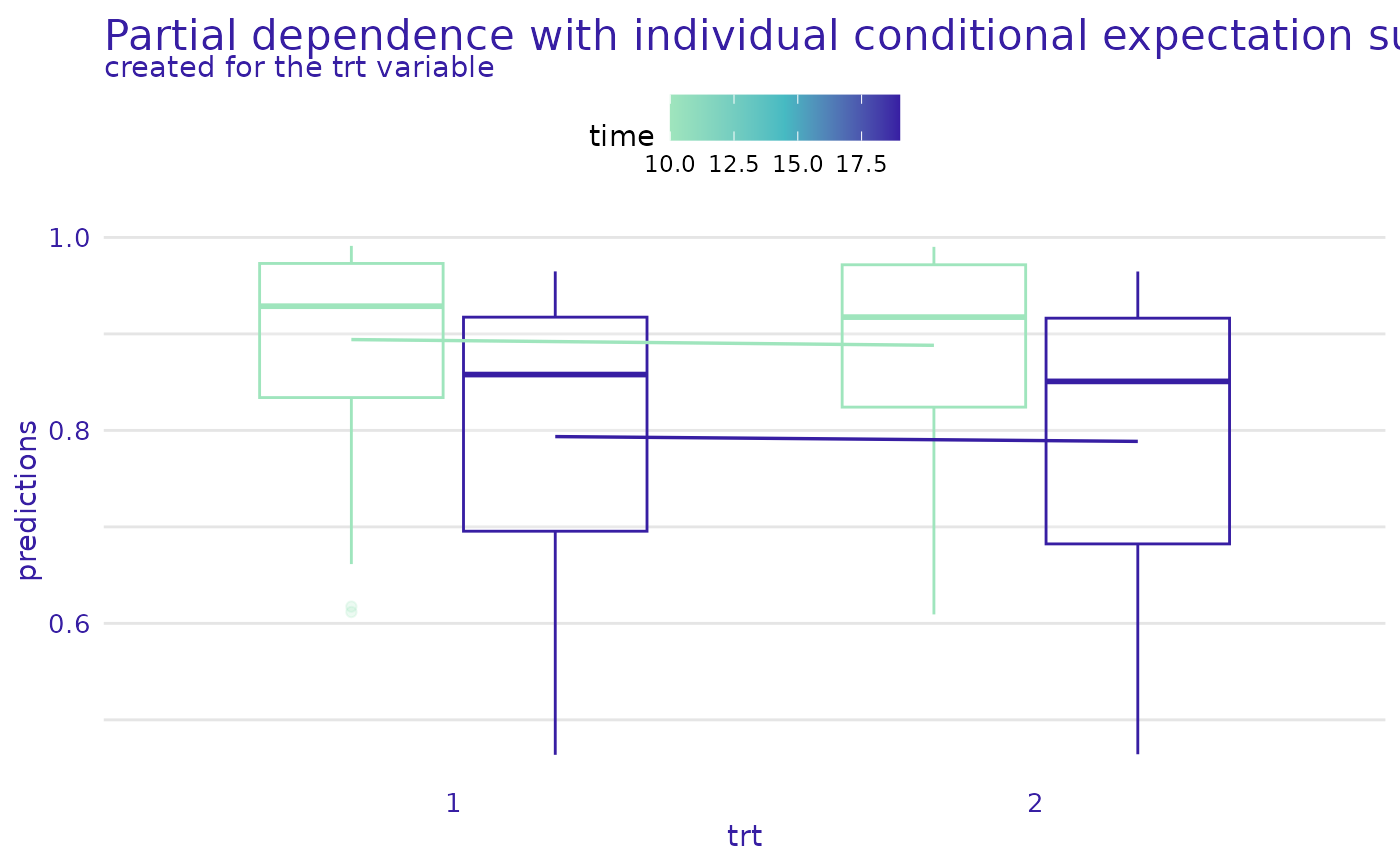 Partial dependence with individual conditional expectation su
created for the trt variable
time
10.0 12.5 15.0 17.5
1.0
0.8
0.6
predictions
1 2
trt